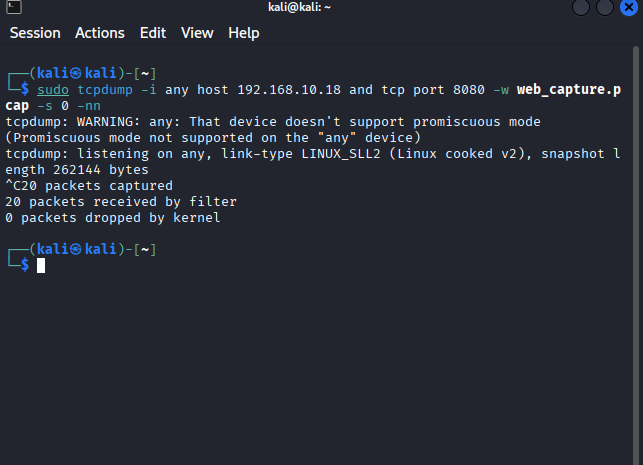 kali@kali: ~
Session Actions Edit View Help
┌──(kali㉿kali)-[~]
└─$ sudo tcpdump -i any host 192.168.10.18 and tcp port 8080 -w web_capture.p
cap -s 0 -nn
tcpdump: WARNING: any: That device doesn't support promiscuous mode
(Promiscuous mode not supported on the "any" device)
tcpdump: listening on any, link-type LINUX_SLL2 (Linux cooked v2), snapshot l
ength 262144 bytes
^C20 packets captured
20 packets received by filter
0 packets dropped by kernel
┌──(kali㉿kali)-[~]
└─$